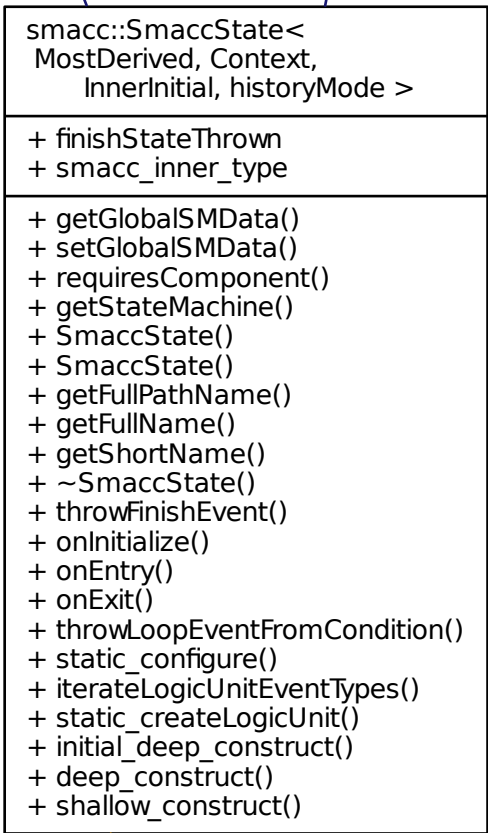 smacc::SmaccState<
MostDerived, Context,
InnerInitial, historyMode >
+ finishStateThrown
+ smacc_inner_type
+ getGlobalSMData()
+ setGlobalSMData()
+ requiresComponent()
+ getStateMachine()
+ SmaccState()
+ SmaccState()
+ getFullPathName()
+ getFullName()
+ getShortName()
+ ~SmaccState()
+ throwFinishEvent()
+ onInitialize()
+ onEntry()
+ onExit()
+ throwLoopEventFromCondition()
+ static_configure()
+ iterateLogicUnitEventTypes()
+ static_createLogicUnit()
+ initial_deep_construct()
+ deep_construct()
+ shallow_construct()